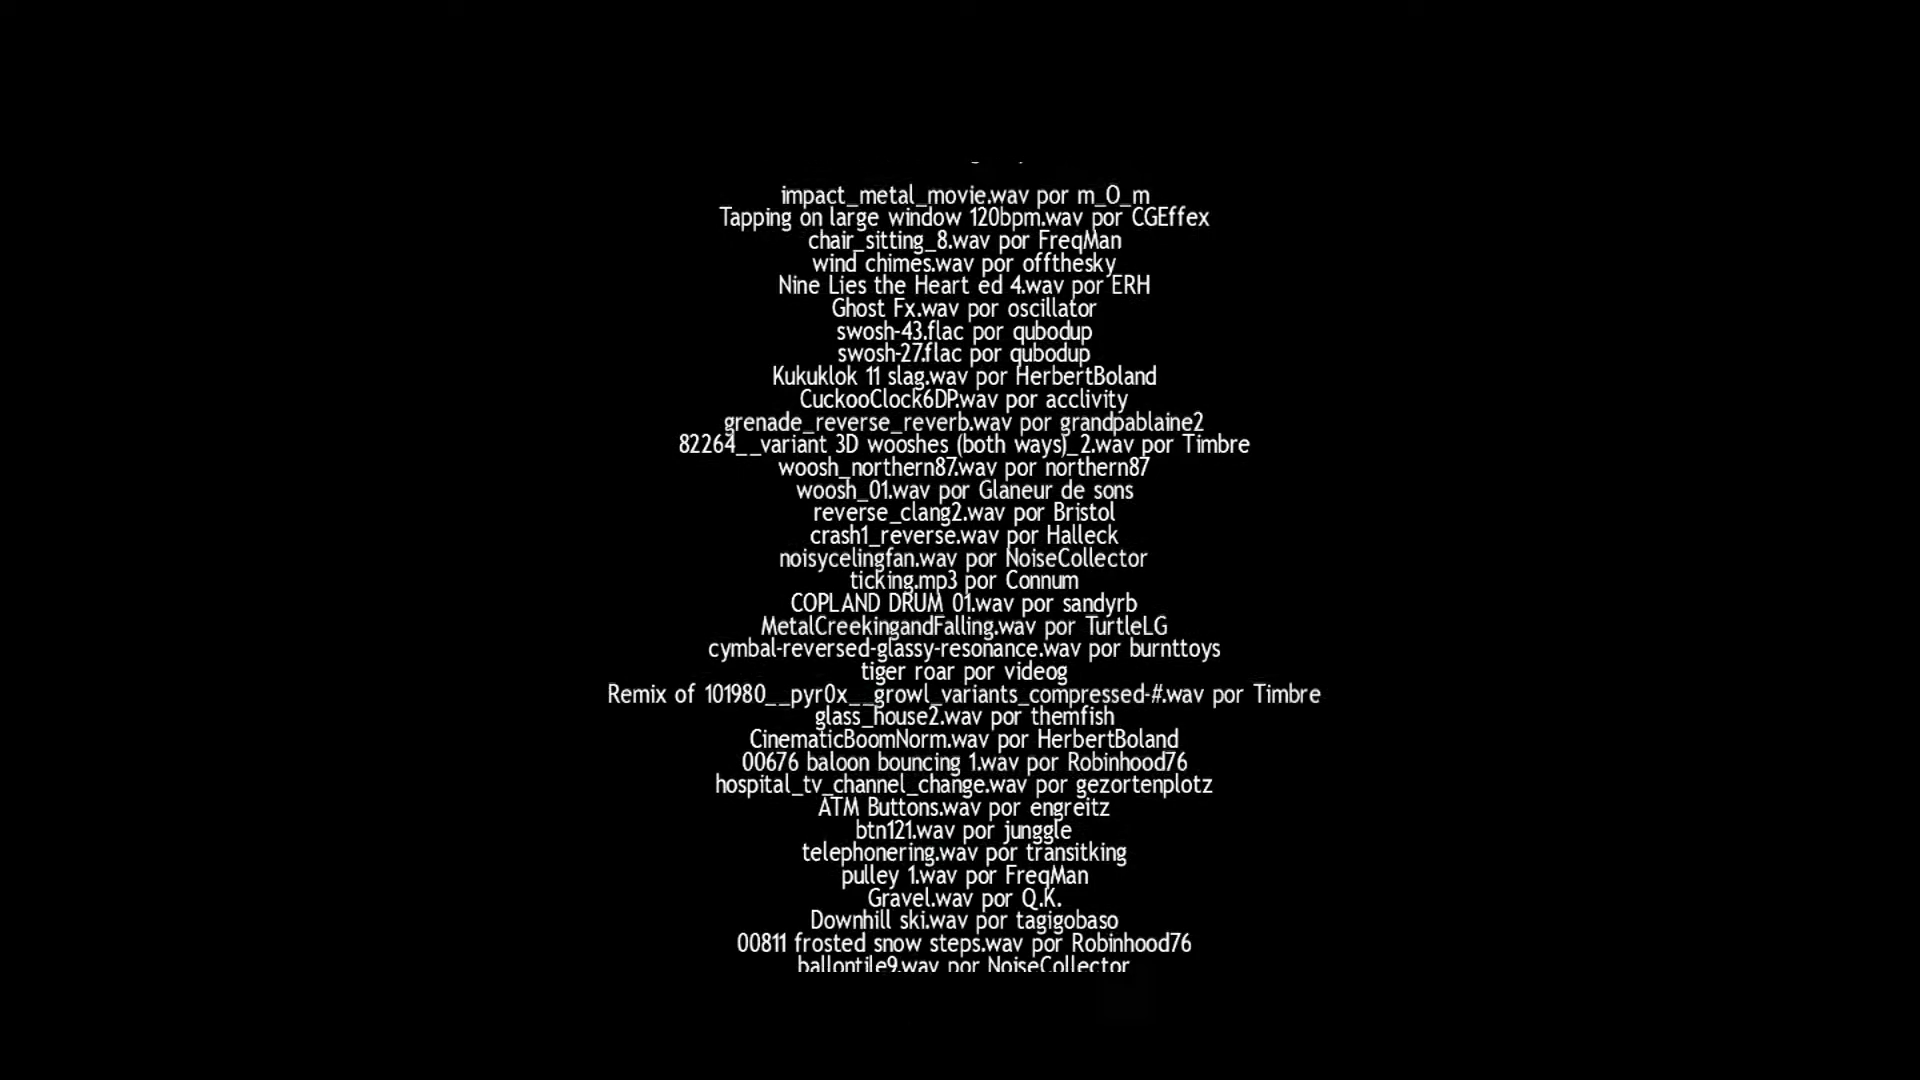 impact_metal_movie.wav por m_O_m
Tapping on large window 120bpm.wav por CGEffex
chair_sitting_8.wav por FreqMan
wind chimes.wav por offthesky
Nine Lies the Heart ed 4.wav por ERH
Ghost Fx.wav por oscillator
swosh-43.flac por qubodup
swosh-27.flac por qubodup
Kukuklok 11 slag.wav por HerbertBoland
CuckooClock6DP.wav por acclivity
grenade_reverse_reverb.wav por grandpablaine2
82264__variant 3D wooshes (both ways)_2.wav por Timbre
woosh_northern87.wav por northern87
woosh_01.wav por Glaneur de sons
reverse_clang2.wav por Bristol
crash1_reverse.wav por Halleck
noisycelingfan.wav por NoiseCollector
ticking.mp3 por Connum
COPLAND DRUM 01.wav por sandyrb
MetalCreekingandFalling.wav por TurtleLG
cymbal-reversed-glassy-resonance.wav por burnttoys
tiger roar por videog
Remix of 101980__pyr0x__growl_variants_compressed-#.wav por Timbre
glass_house2.wav por themfish
CinematicBoomNorm.wav por HerbertBoland
00676 baloon bouncing 1.wav por Robinhood76
hospital_tv_channel_change.wav por gezortenplotz
ATM Buttons.wav por engreitz
btn121.wav por junggle
telephonering.wav por transitking
pulley 1.wav por FreqMan
Gravel.wav por Q.K.
Downhill ski.wav por tagigobaso
00811 frosted snow steps.wav por Robinhood76
ballontile9.wav por NoiseCollector